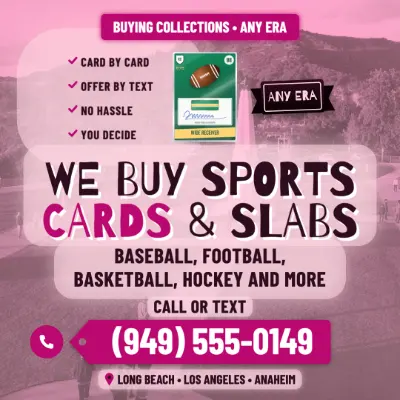 BUYING COLLECTIONS • ANY ERA
CARD BY CARD
OFFER BY TEXT
NO HASSLE
YOU DECIDE
WIDE RECEIVER
ANY ERA
WE BUY SPORTS
CARDS & SLABS
BASEBALL, FOOTBALL,
BASKETBALL, HOCKEY AND MORE
CALL OR TEXT
(949) 555-0149
LONG BEACH • LOS ANGELES • ANAHEIM